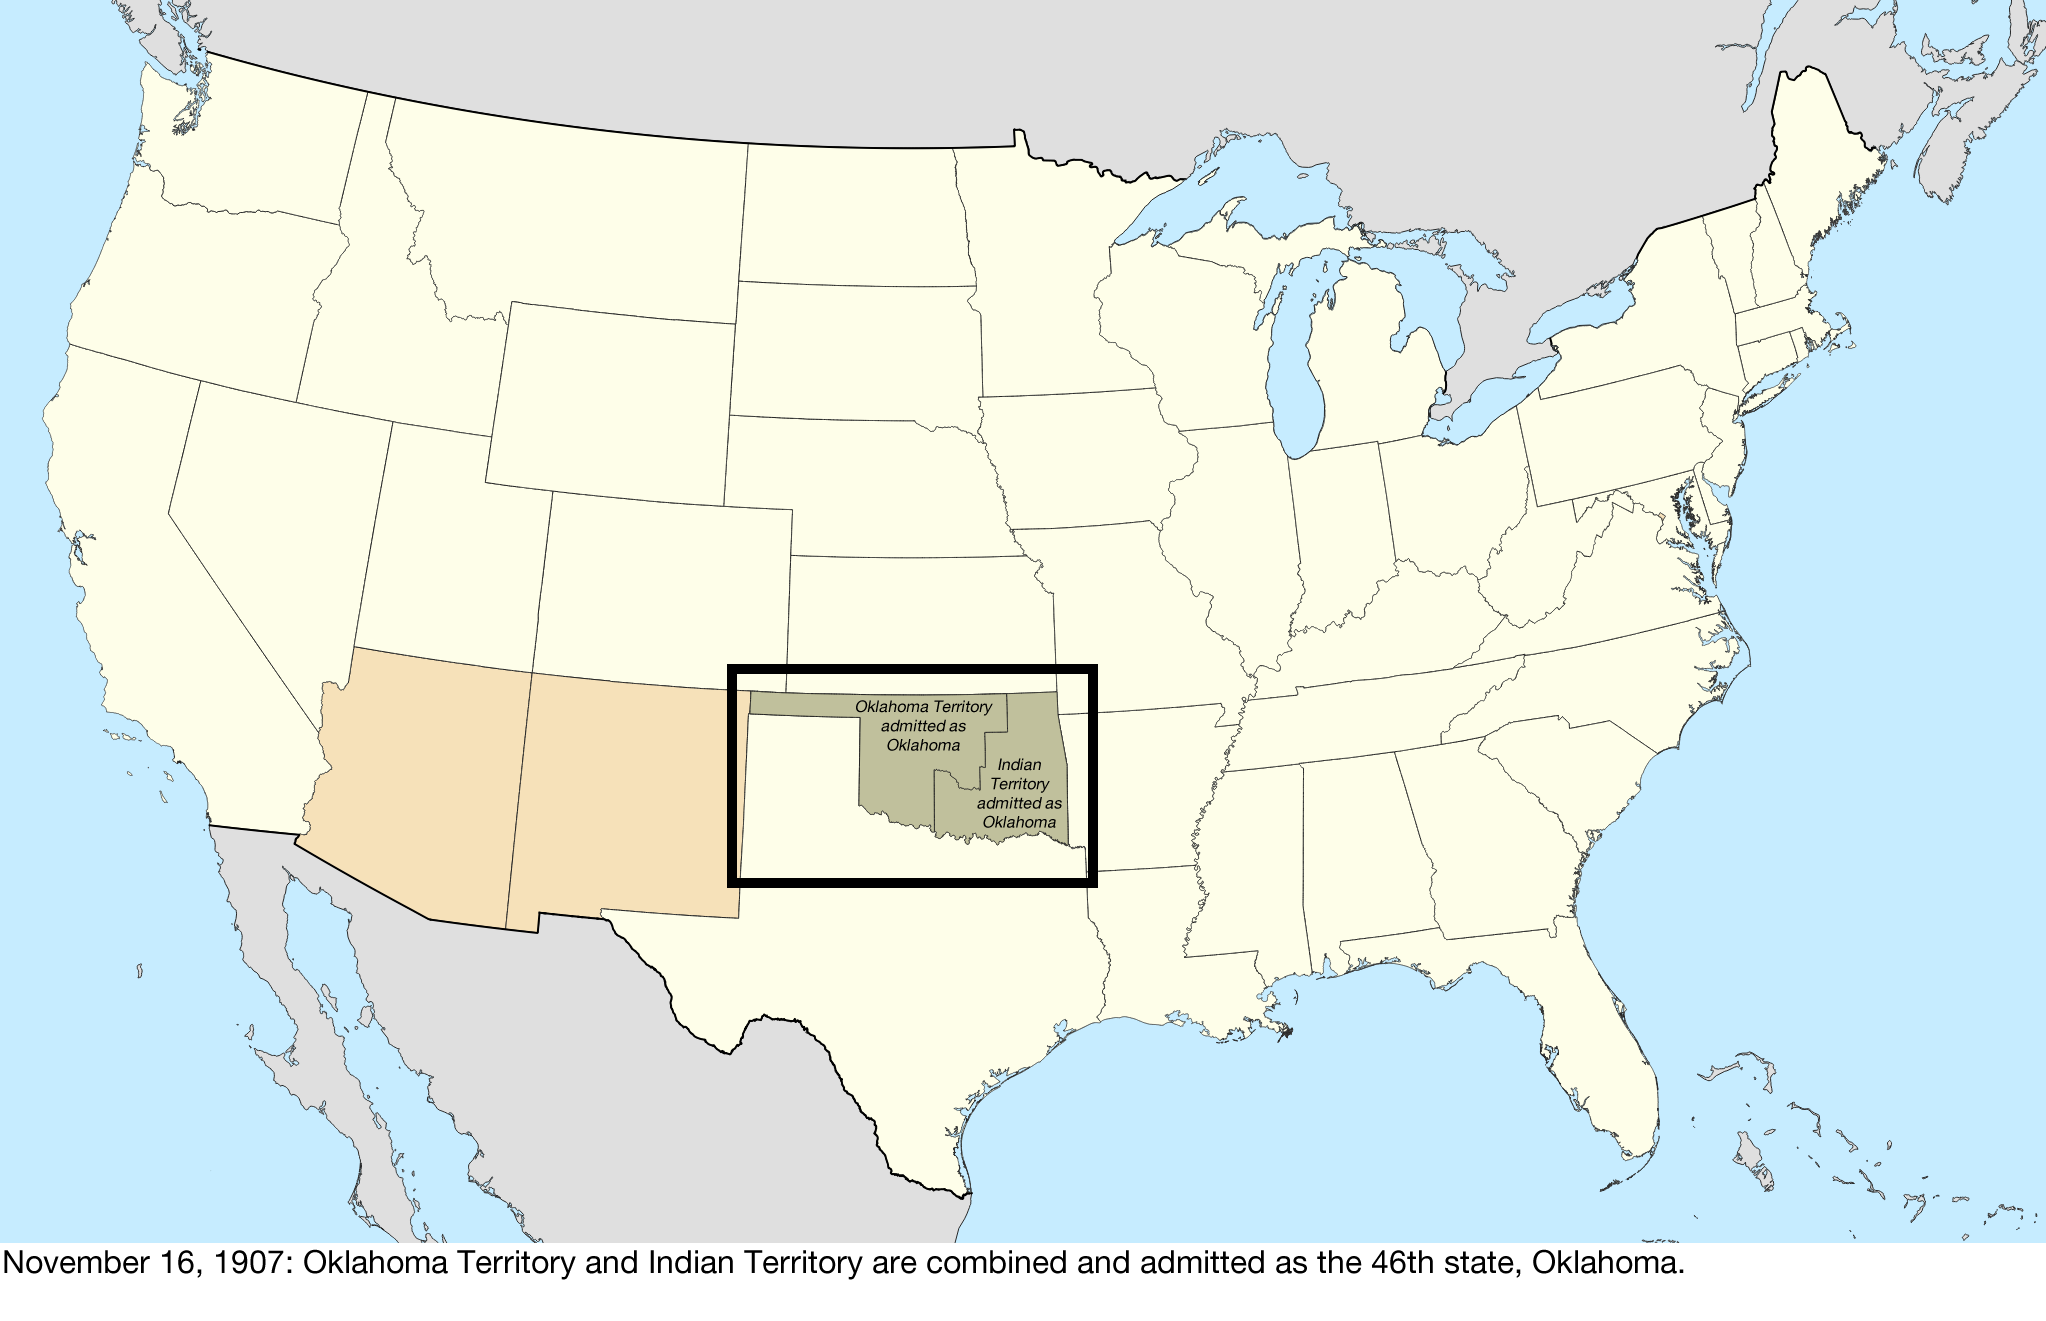 Oklahoma Territory
admitted as
Oklahoma
Indian
Territory
admitted as
Oklahoma
November 16, 1907: Oklahoma Territory and Indian Territory are combined and admitted as the 46th state, Oklahoma.